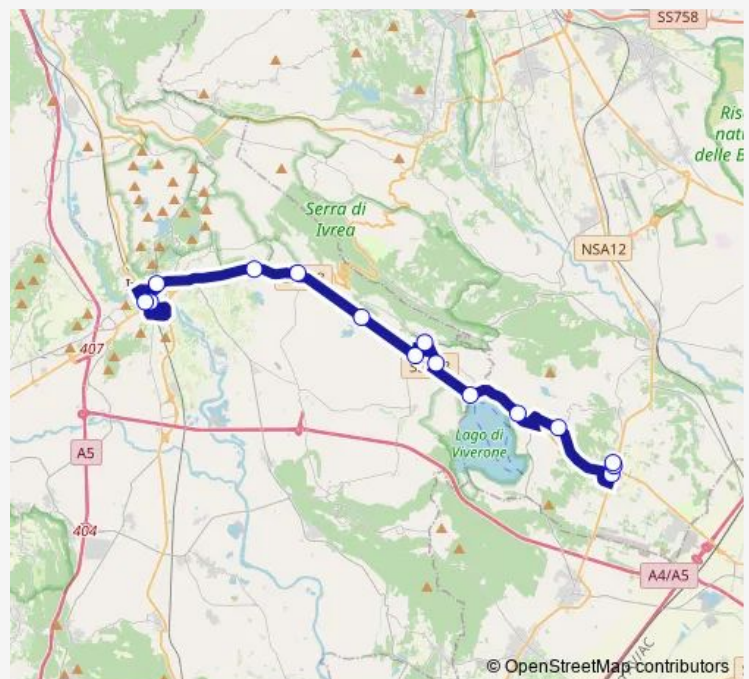 SS758
Ris
nat
delle B
Serra di
Ivrea
NSA12
407
Lago di
Viverone
A5
404
A4/A5
© OpenStreetMap contributors